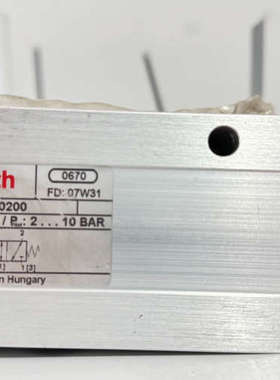 th
0670
FD: 07W31
0200
/ P    : 2 ... 10 BAR
2
1 [3]
n Hungary